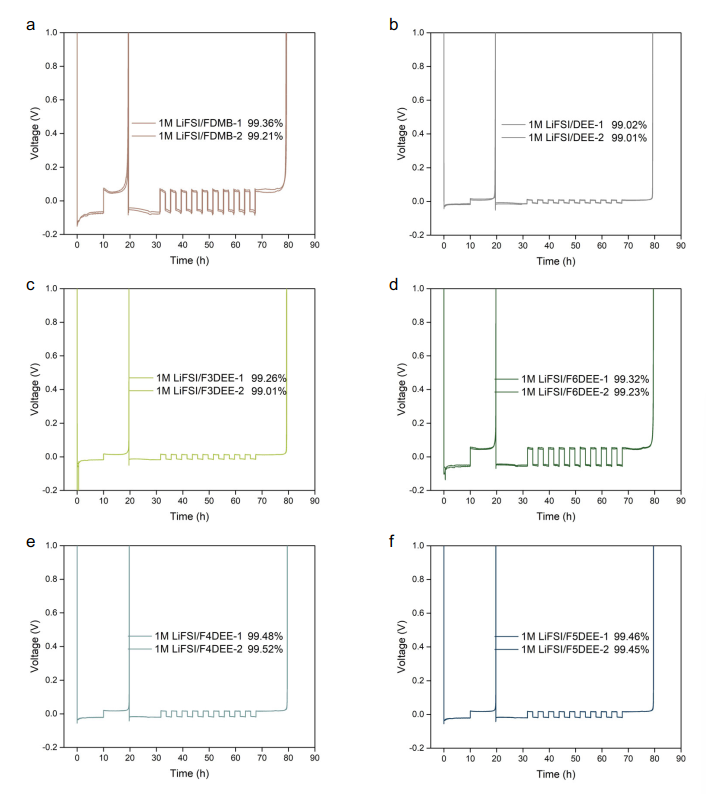 a
1.0
0.8
0.6
0.4
0.2
0.0
-0.2
Voltage (V)
1M LiFSI/FDMB-1 99.36%
1M LiFSI/FDMB-2 99.21%
0 10 20 30 40 50 60 70 80 90
Time (h)
b
1.0
0.8
0.6
0.4
0.2
0.0
-0.2
Voltage (V)
1M LiFSI/DEE-1 99.02%
1M LiFSI/DEE-2 99.01%
0 10 20 30 40 50 60 70 80 90
Time (h)
c
1.0
0.8
0.6
0.4
0.2
0.0
-0.2
Voltage (V)
1M LiFSI/F3DEE-1 99.26%
1M LiFSI/F3DEE-2 99.01%
0 10 20 30 40 50 60 70 80 90
Time (h)
d
1.0
0.8
0.6
0.4
0.2
0.0
-0.2
Voltage (V)
1M LiFSI/F6DEE-1 99.32%
1M LiFSI/F6DEE-2 99.23%
0 10 20 30 40 50 60 70 80 90
Time (h)
e
1.0
0.8
0.6
0.4
0.2
0.0
-0.2
Voltage (V)
1M LiFSI/F4DEE-1 99.48%
1M LiFSI/F4DEE-2 99.52%
0 10 20 30 40 50 60 70 80 90
Time (h)
f
1.0
0.8
0.6
0.4
0.2
0.0
-0.2
Voltage (V)
1M LiFSI/F5DEE-1 99.46%
1M LiFSI/F5DEE-2 99.45%
0 10 20 30 40 50 60 70 80 90
Time (h)